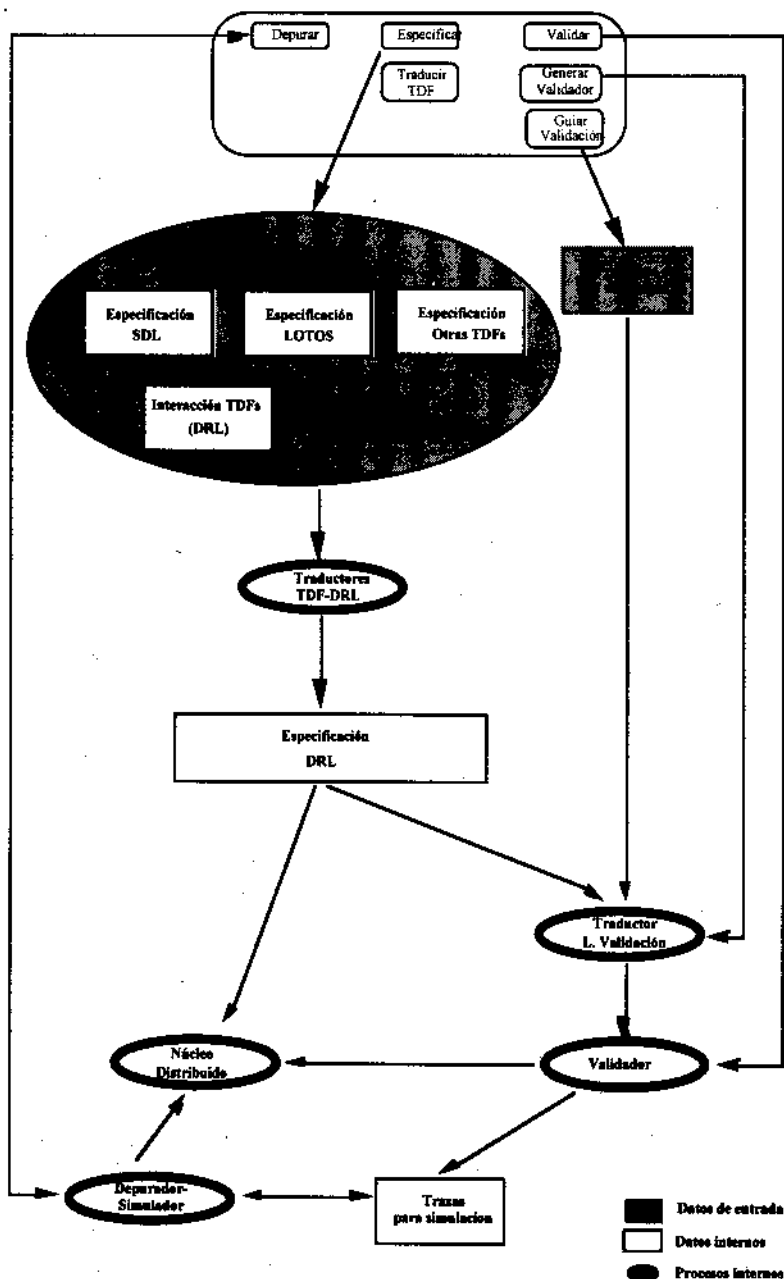 Depurar
Especificar
Validar
Traducir
TDF
Generar
Validador
Guiar
Validación
Especificación
SDL
Especificación
LOTOS
Especificación
Otras TDFs
Interacción TDFs
(DRL)
Traductores
TDF-DRL
Especificación
DRL
Traductor
L. Validación
Núcleo
Distribuido
Validador
Depurador-
Simulador
Trazas
para simulacion
Datos de entrada
Datos internos
Procesos internos